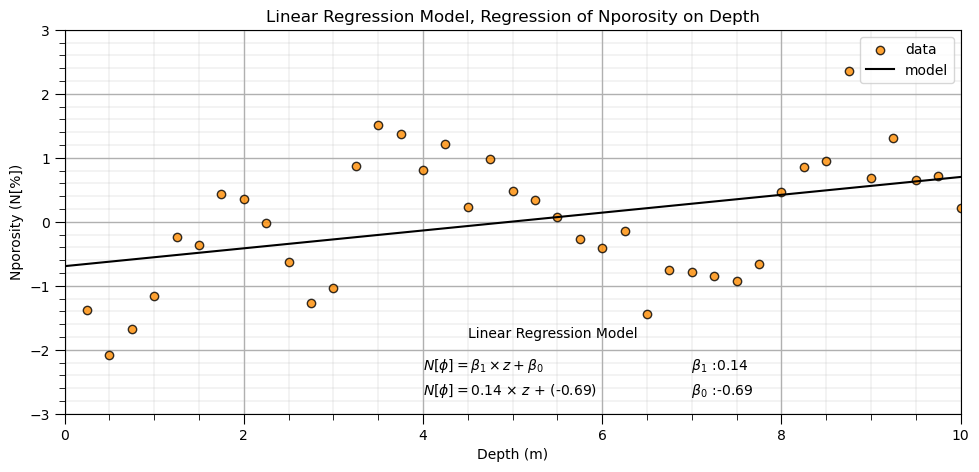 Linear Regression Model, Regression of Nporosity on Depth
data
model
3
2
1
0
−1
−2
−3
Nporosity (N[%])
Linear Regression Model
N[ϕ] = β₁ × z + β₀
β₁ :0.14
N[ϕ] = 0.14 × z + (-0.69)
β₀ :-0.69
0
2
4
6
8
10
Depth (m)